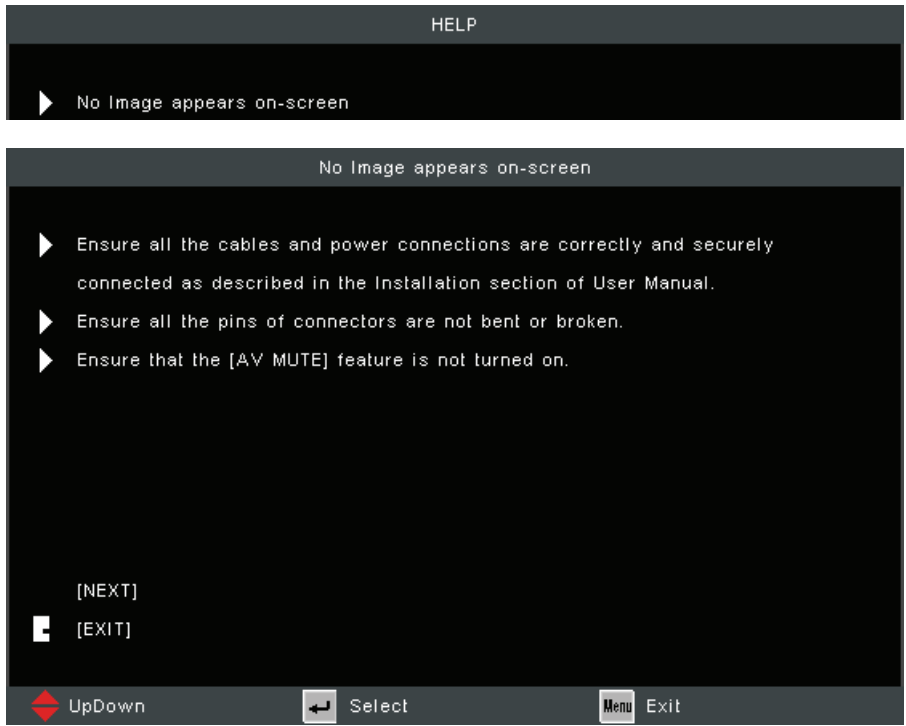 HELP
No Image appears on-screen
No Image appears on-screen
Ensure all the cables and power connections are correctly and securely
connected as described in the Installation section of User Manual.
Ensure all the pins of connectors are not bent or broken.
Ensure that the [AV MUTE] feature is not turned on.
[NEXT]
[EXIT]
UpDown Select Menu Exit